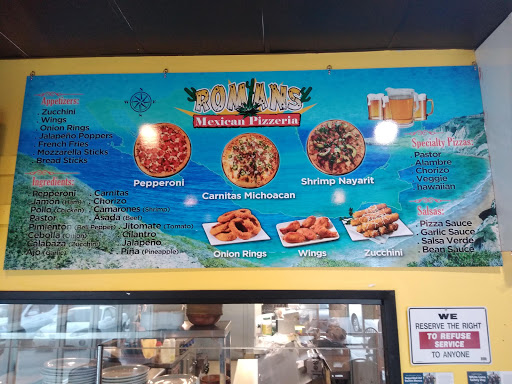 ROMANS
Mexican Pizzeria
Appetizers:
. Zucchini
. Wings
Onion Rings
Jalapeño Poppers
French Fries
Mozzarella Sticks
Bread Sticks
Pepperoni
Carnitas Michoacan
Shrimp Nayarit
Specialty Pizzas:
Pastor
Alambre
Chorizo
Veggie
hawaiian
Ingredients:
Pepperoni
Jamon (Ham)
Pollo (Chicken)
Pastor
Pimiento (Bell Pepper)
Cebolla (Onion)
Calabaza (Zucchini)
Ajo (Garlic)
. Carnitas
. Chorizo
. Camarones (Shrimp)
. Asada (Beef)
. Jitomate (Tomato)
. Cilantro
. Jalapeño
. Piña (Pineapple)
Onion Rings
Wings
Zucchini
Salsas:
. Pizza Sauce
. Garlic Sauce
. Salsa Verde
. Bean Sauce
WE
RESERVE THE RIGHT
TO REFUSE
SERVICE
TO ANYONE